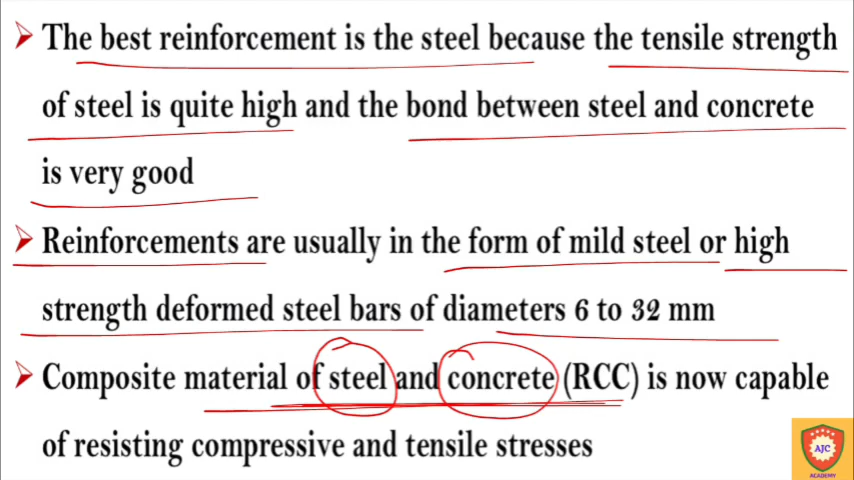 The best reinforcement is the steel because the tensile strength
of steel is quite high and the bond between steel and concrete
is very good
Reinforcements are usually in the form of mild steel or high
strength deformed steel bars of diameters 6 to 32 mm
Composite material of steel and concrete (RCC) is now capable
of resisting compressive and tensile stresses
AJC
ACADEMY